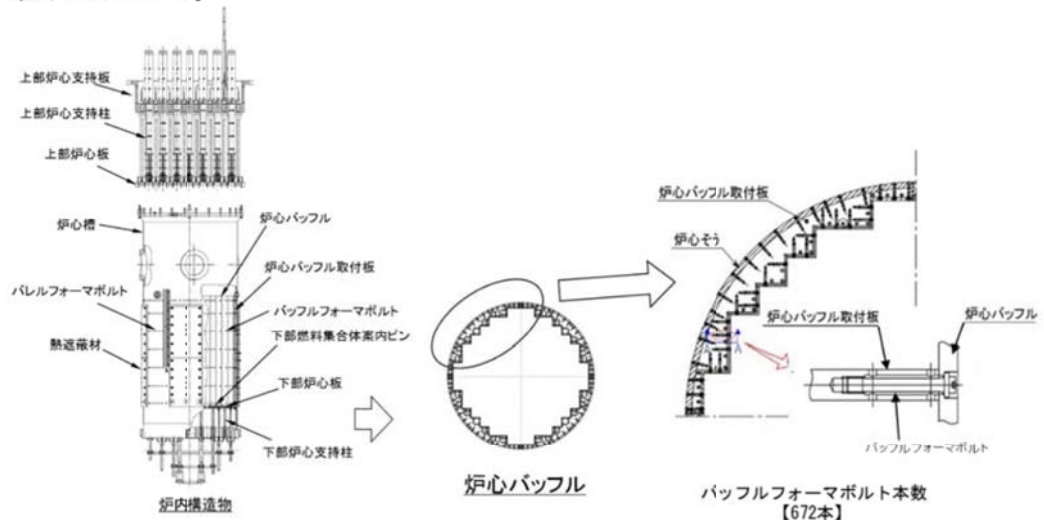 上部炉心支持板
上部炉心支持柱
上部炉心板
炉心槽
炉心バッフル
炉心バッフル取付板
バレルフォーマボルト
バッフルフォーマボルト
下部燃料集合体案内ピン
熱遮蔽材
下部炉心板
下部炉心支持柱
炉内構造物
炉心バッフル
炉心バッフル取付板
炉心そう
炉心バッフル取付板
炉心バッフル
バッフルフォーマボルト
バッフルフォーマボルト本数
【672本】